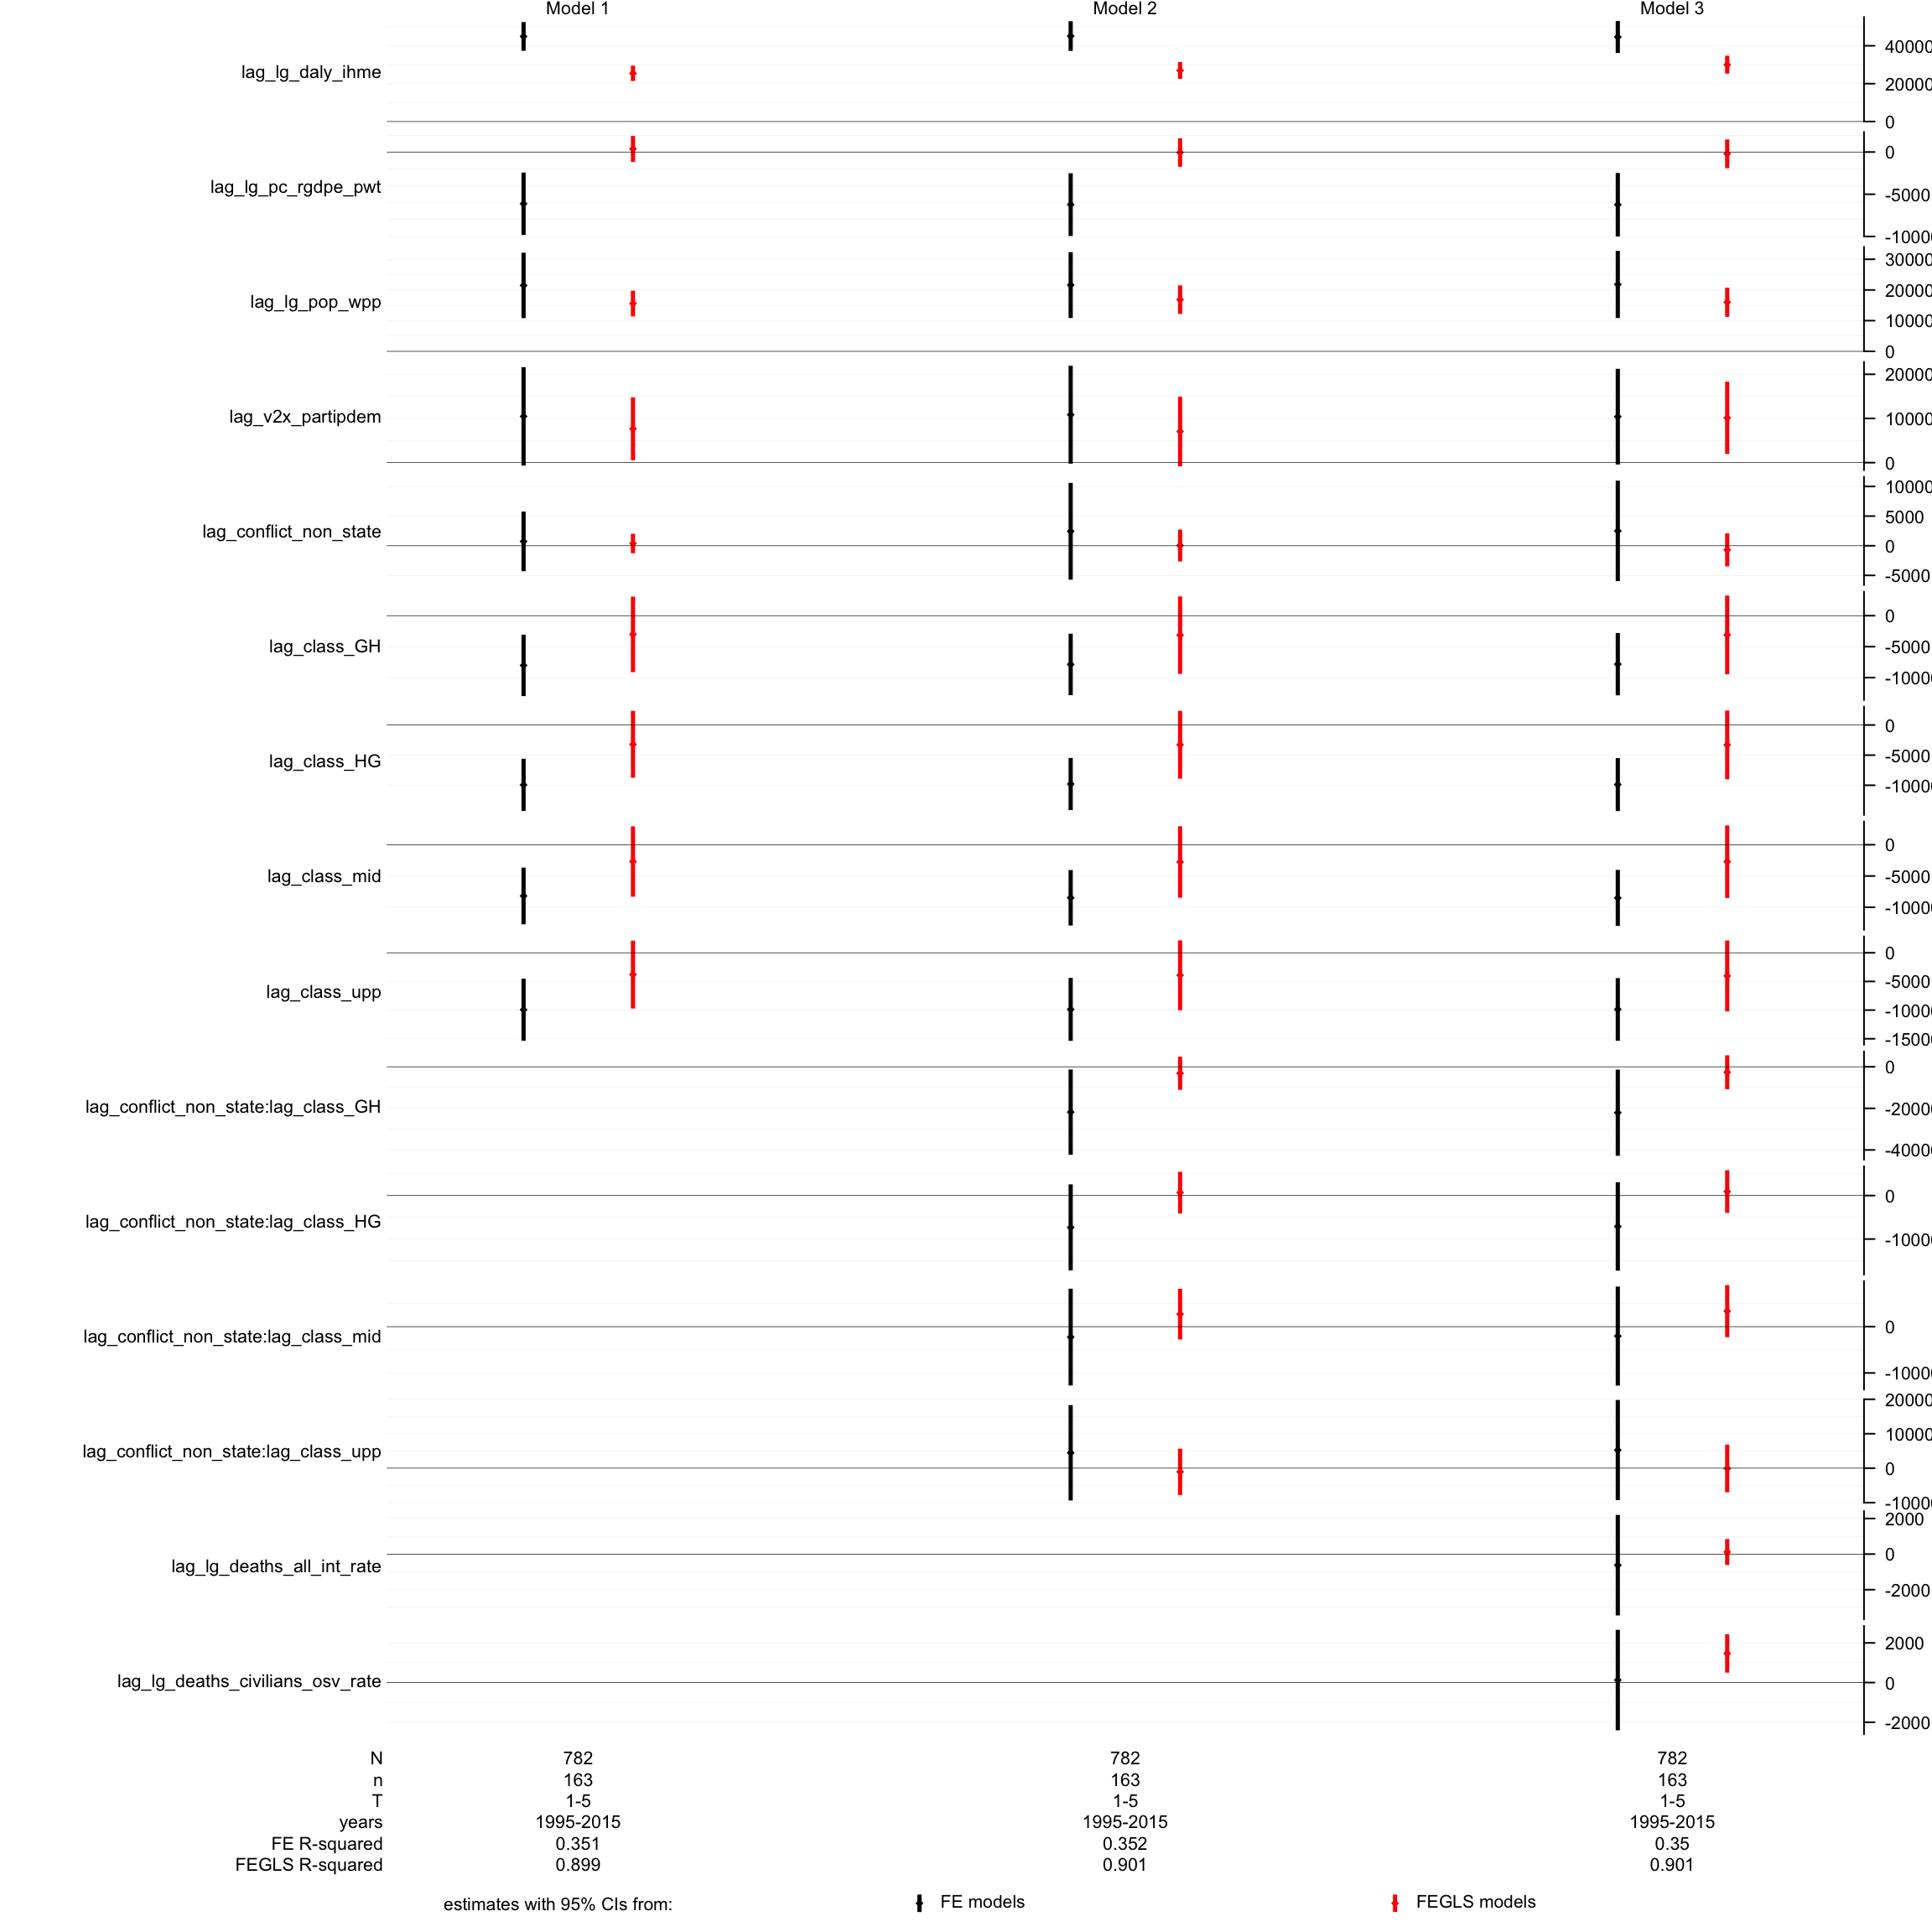 Model 1 Model 2 Model 3
lag_lg_daly_ihme
40000
20000
0
lag_lg_pc_rgdpe_pwt
0
-5000
-10000
lag_lg_pop_wpp
30000
20000
10000
0
lag_v2x_partipdem
20000
10000
0
lag_conflict_non_state
10000
5000
0
-5000
lag_class_GH
0
-5000
-10000
lag_class_HG
0
-5000
-10000
lag_class_mid
0
-5000
-10000
lag_class_upp
0
-5000
-10000
-15000
lag_conflict_non_state:lag_class_GH
0
-20000
-40000
lag_conflict_non_state:lag_class_HG
0
-10000
lag_conflict_non_state:lag_class_mid
0
-10000
lag_conflict_non_state:lag_class_upp
20000
10000
0
-10000
lag_lg_deaths_all_int_rate
2000
0
-2000
lag_lg_deaths_civilians_osv_rate
2000
0
-2000
N 782 782 782
n 163 163 163
T 1-5 1-5 1-5
years 1995-2015 1995-2015 1995-2015
FE R-squared 0.351 0.352 0.35
FEGLS R-squared 0.899 0.901 0.901
estimates with 95% CIs from: FE models FEGLS models